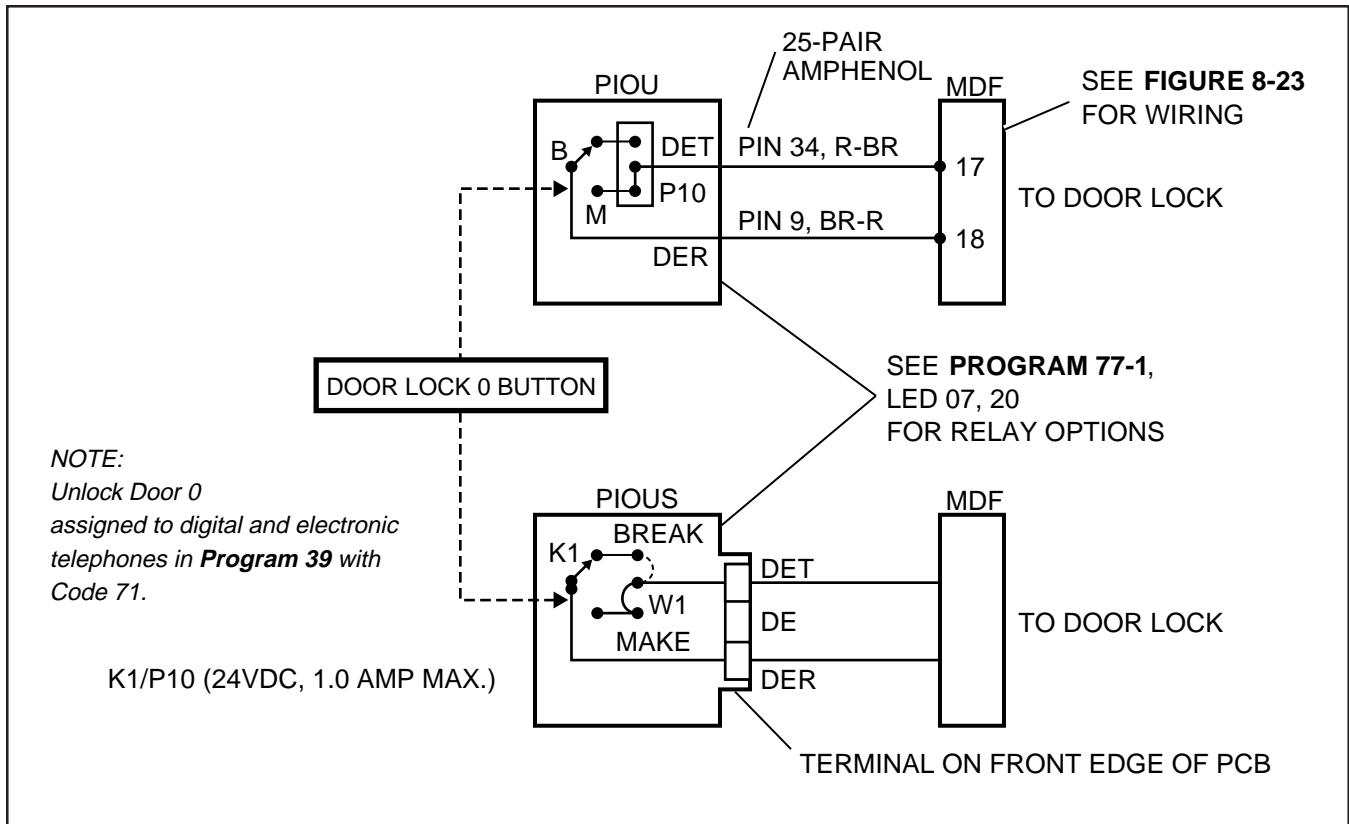 25-PAIR
AMPHENOL
PIOU
MDF
SEE FIGURE 8-23
FOR WIRING
B
DET
PIN 34, R-BR
17
M
P10
TO DOOR LOCK
PIN 9, BR-R
18
DER
DOOR LOCK 0 BUTTON
SEE PROGRAM 77-1,
LED 07, 20
FOR RELAY OPTIONS
NOTE:
Unlock Door 0
assigned to digital and electronic
telephones in Program 39 with
Code 71.
PIOUS
MDF
BREAK
K1
DET
W1
DE
TO DOOR LOCK
MAKE
DER
K1/P10 (24VDC, 1.0 AMP MAX.)
TERMINAL ON FRONT EDGE OF PCB